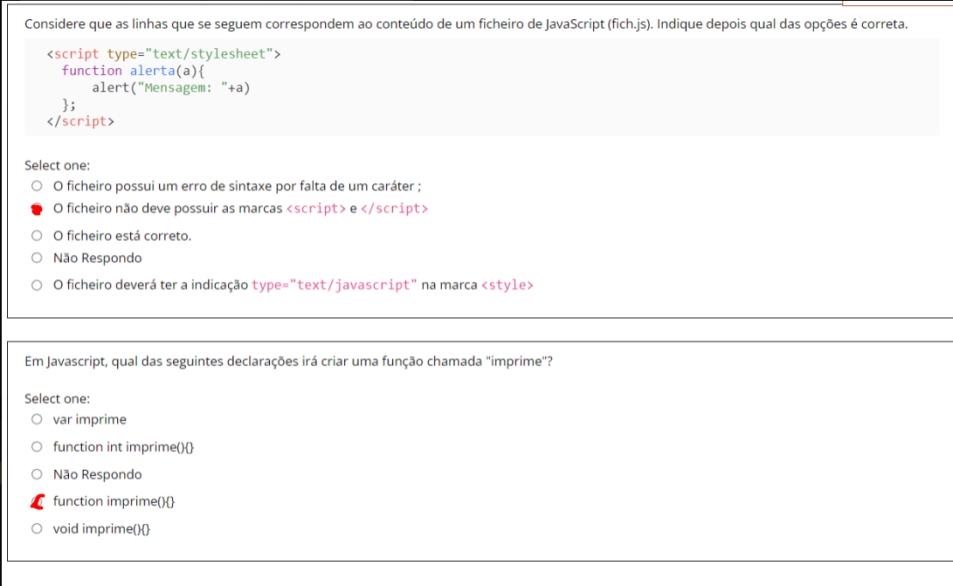 Considere que as linhas que se seguem correspondem ao conteúdo de um ficheiro de JavaScript (fich.js). Indique depois qual das opções é correta.
<script type="text/stylesheet">
function alerta(a){
alert("Mensagem: "+a)
};
</script>
Select one:
O ficheiro possui um erro de sintaxe por falta de um caráter ;
O ficheiro não deve possuir as marcas <script> e </script>
O ficheiro está correto.
Não Respondo
O ficheiro deverá ter a indicação type="text/javascript" na marca <style>
Em Javascript, qual das seguintes declarações irá criar uma função chamada "imprime"?
Select one:
var imprime
function int imprime(){}
Não Respondo
function imprime(){}
void imprime(){}